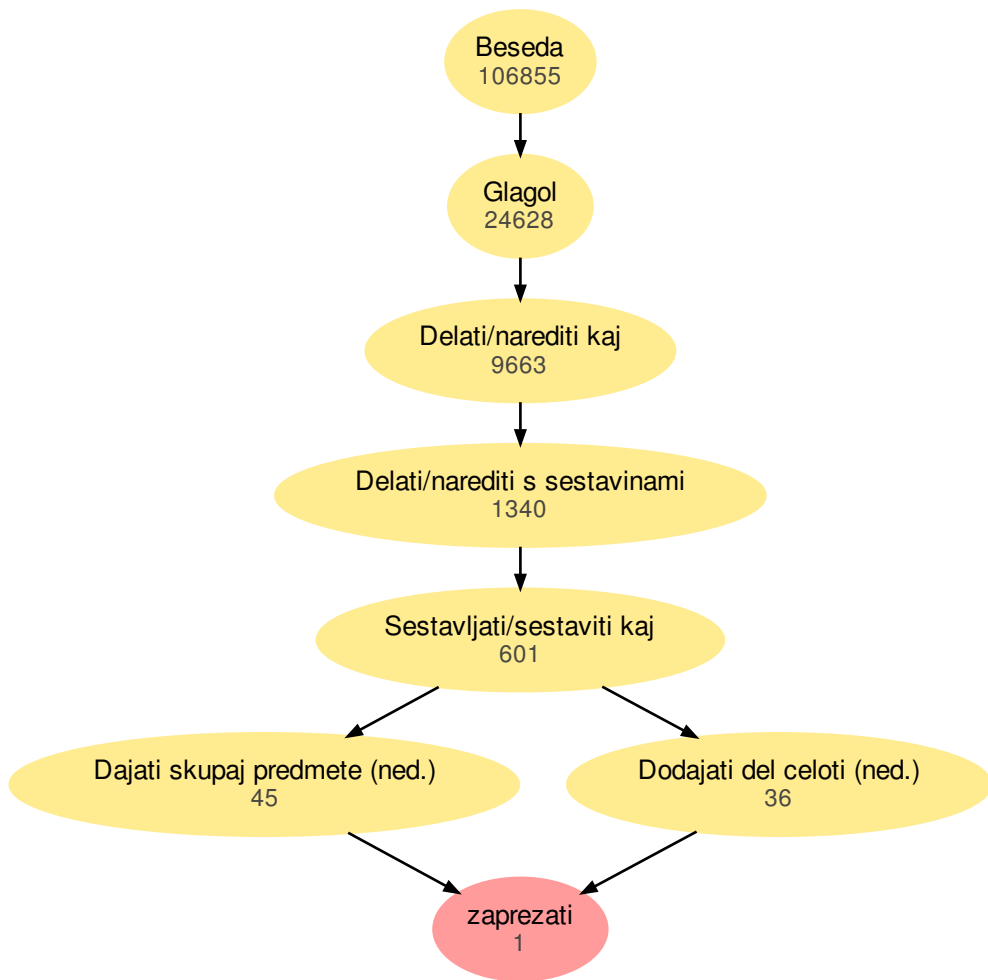 Beseda
106855
Glagol
24628
Delati/narediti kaj
9663
Delati/narediti s sestavinami
1340
Sestavljati/sestaviti kaj
601
Dajati skupaj predmete (ned.)
45
Dodajati del celoti (ned.)
36
zaprezati
1